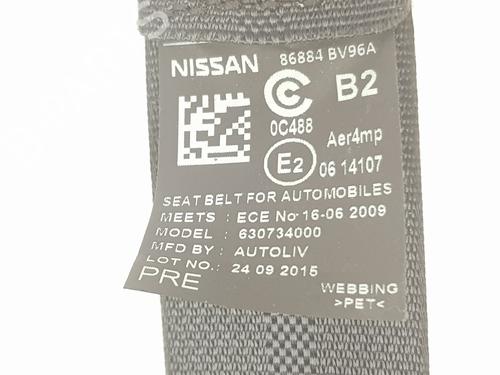 NISSAN 86884 BV96A
C B2
0C488
Aer4mp
E2 06 14107
SEAT BELT FOR AUTOMOBILES
MEETS : ECE No 16-06 2009
MODEL : 630734000
MFD BY : AUTOLIV
LOT NO.: 24 09 2015
PRE
WEBBING
>PET<